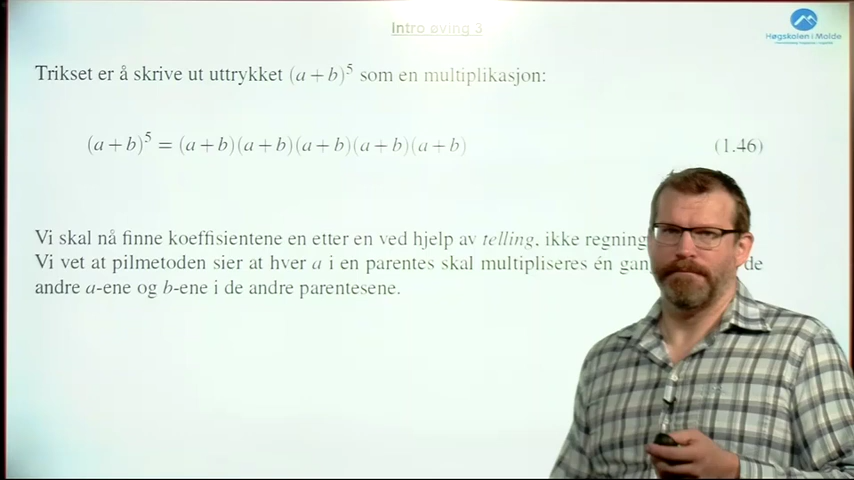 Intro øving 3
Høgskolen i Molde
Trikset er å skrive ut uttrykket (a + b)⁵ som en multiplikasjon:
(a + b)⁵ = (a + b)(a + b)(a + b)(a + b)(a + b) (1.46)
Vi skal nå finne koeffisientene en etter en ved hjelp av telling, ikke regning
Vi vet at pilmetoden sier at hver a i en parentes skal multipliseres én gan de
andre a-ene og b-ene i de andre parentesene.